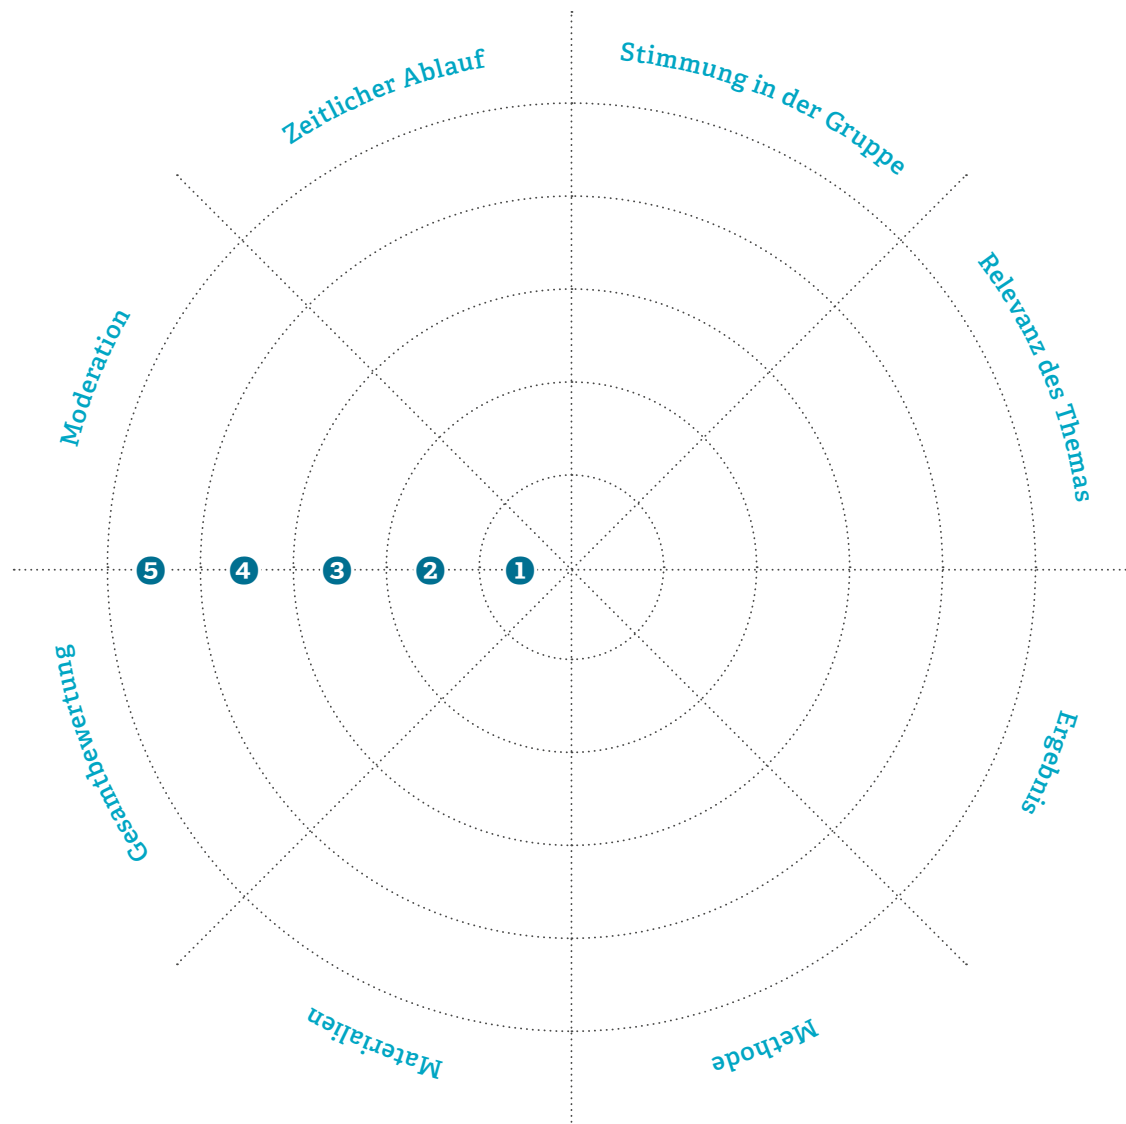 Zeitlicher Ablauf
Stimmung in der Gruppe
Relevanz des Themas
Ergebnis
Methode
Materialien
Gesamtbewertung
Moderation
5 4 3 2 1